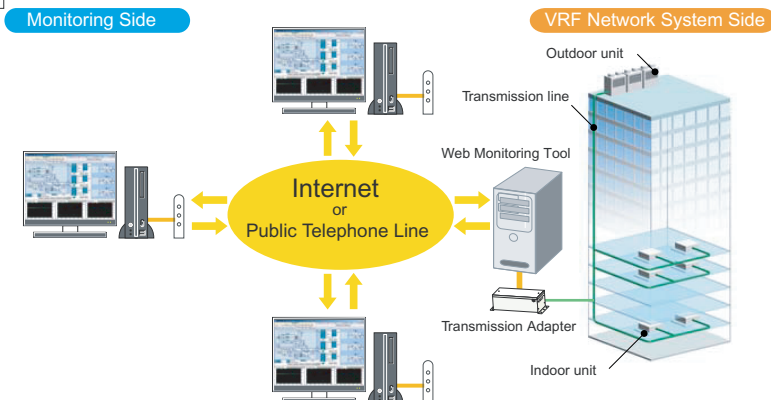 Monitoring Side
VRF Network System Side
Outdoor unit
Transmission line
Web Monitoring Tool
Internet
or
Public Telephone Line
Transmission Adapter
Indoor unit